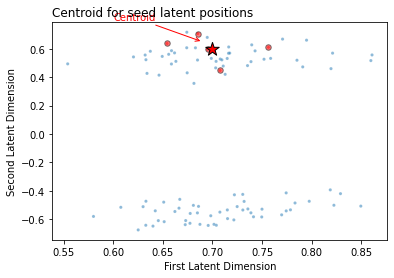 Centroid for seed latent positions
Centroid
Second Latent Dimension
0.6
0.4
0.2
0.0
−0.2
−0.4
−0.6
0.55 0.60 0.65 0.70 0.75 0.80 0.85
First Latent Dimension